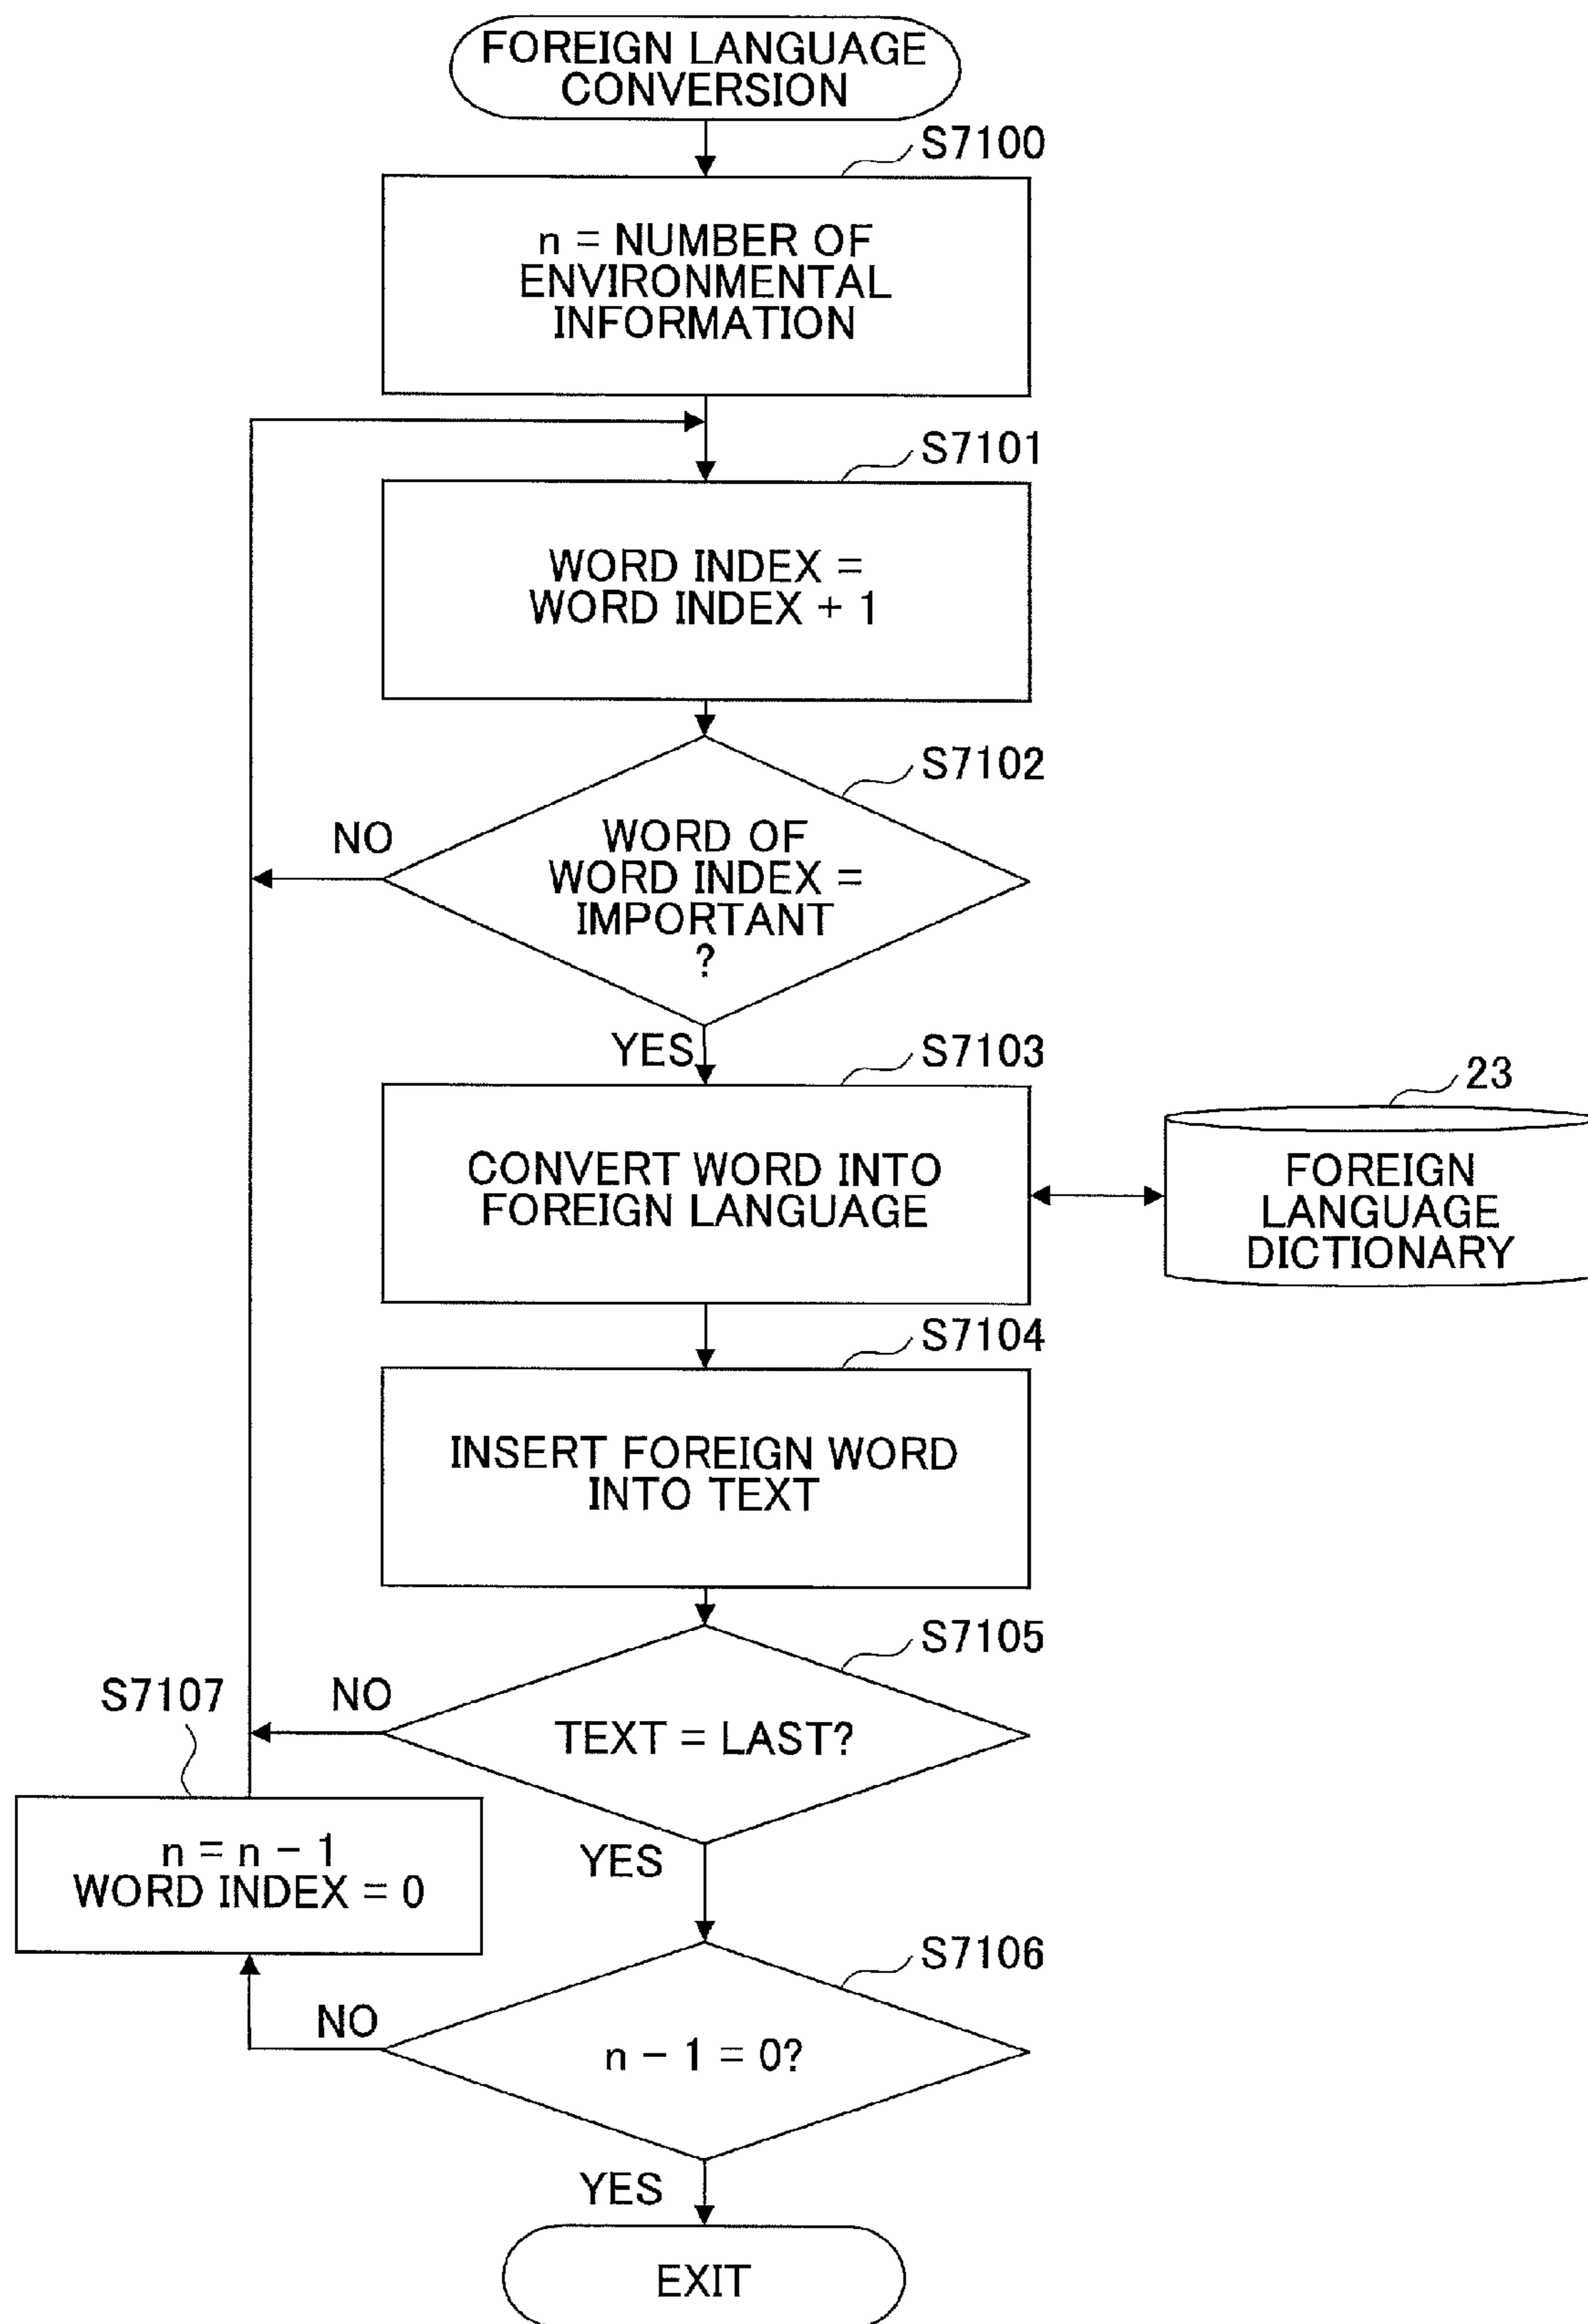 FOREIGN LANGUAGE
CONVERSION
S7100
n = NUMBER OF
ENVIRONMENTAL
INFORMATION
S7101
WORD INDEX =
WORD INDEX + 1
S7102
NO
WORD OF
WORD INDEX =
IMPORTANT
?
YES
S7103
23
CONVERT WORD INTO
FOREIGN LANGUAGE
FOREIGN
LANGUAGE
DICTIONARY
S7104
INSERT FOREIGN WORD
INTO TEXT
S7105
S7107
NO
TEXT = LAST?
n = n - 1
WORD INDEX = 0
YES
S7106
NO
n - 1 = 0?
YES
EXIT